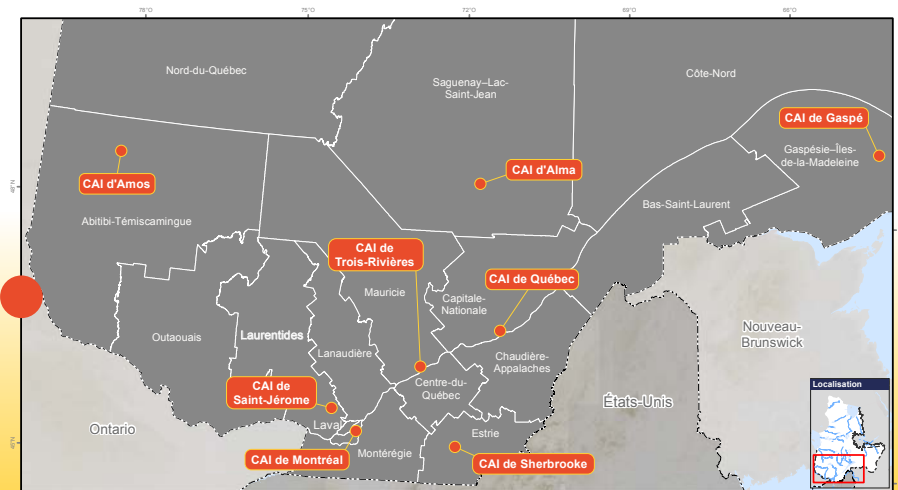 78°O
75°O
72°O
69°O
66°O
Nord-du-Québec
Saguenay–Lac-
Saint-Jean
Côte-Nord
CAI de Gaspé
Gaspésie–Îles-
de-la-Madeleine
CAI d'Amos
CAI d'Alma
48°N
Abitibi-Témiscamingue
Bas-Saint-Laurent
CAI de
Trois-Rivières
CAI de Québec
Mauricie
Capitale-
Nationale
Outaouais
Laurentides
Lanaudière
Chaudière-
Appalaches
Nouveau-
Brunswick
Centre-du-
Québec
CAI de
Saint-Jérome
États-Unis
Localisation
Ontario
Laval
Estrie
45°N
CAI de Montréal
Montérégie
CAI de Sherbrooke